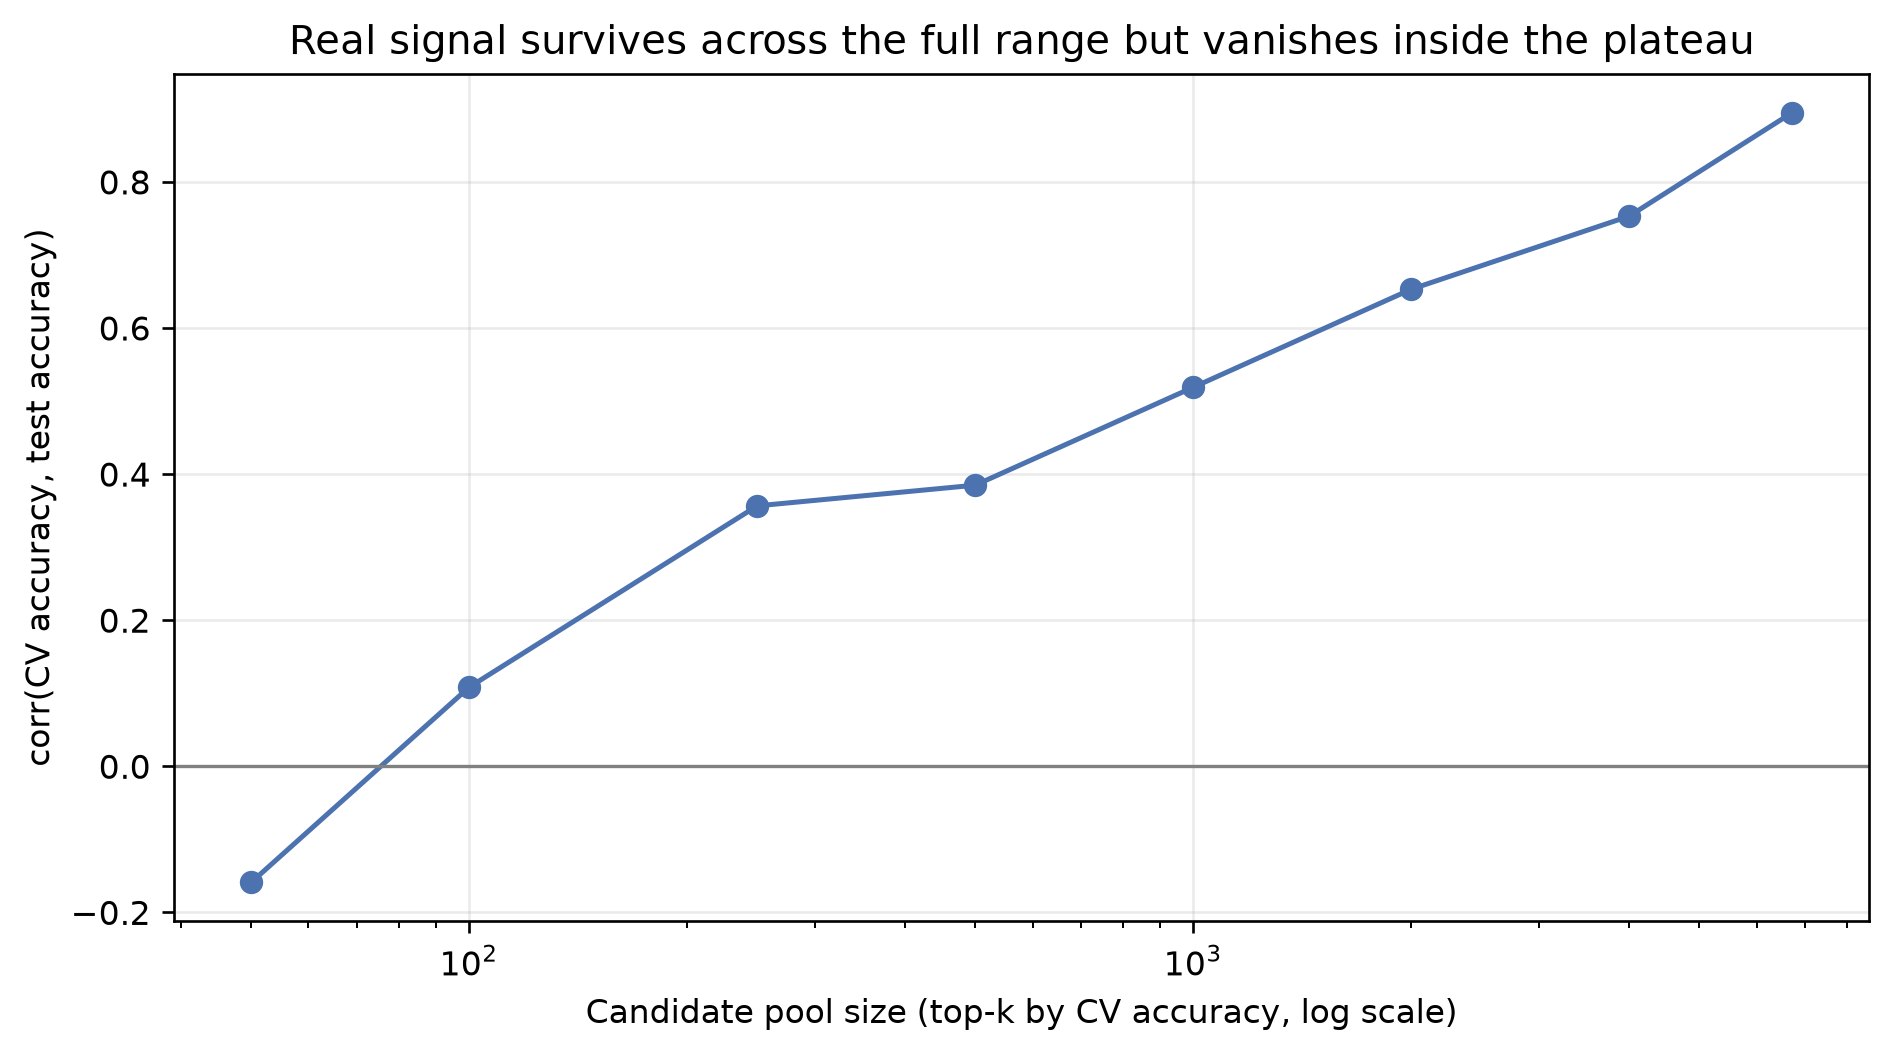 Real signal survives across the full range but vanishes inside the plateau
corr(CV accuracy, test accuracy)
0.8
0.6
0.4
0.2
0.0
−0.2
10²
10³
Candidate pool size (top-k by CV accuracy, log scale)